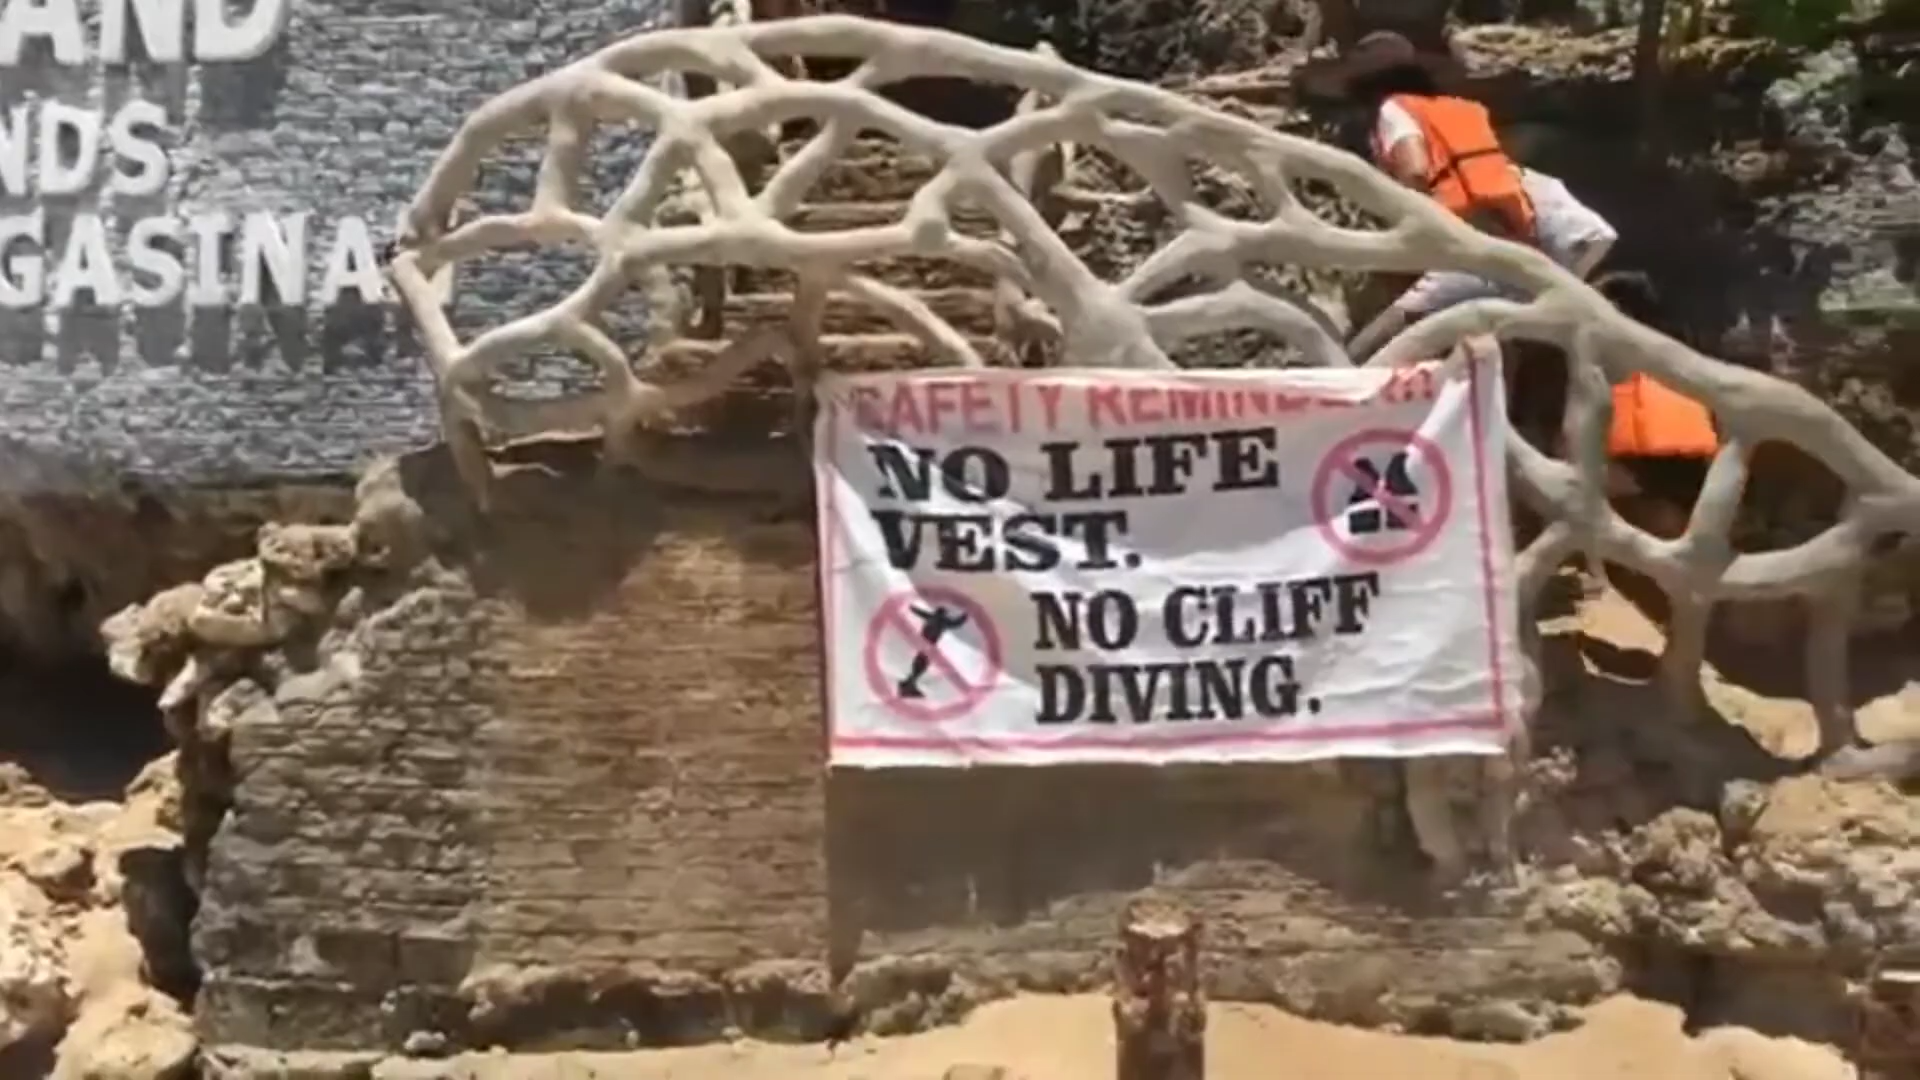 AND
NDS
GASINA
SAFETY REMINDER!!!
NO LIFE
VEST.
NO CLIFF
DIVING.